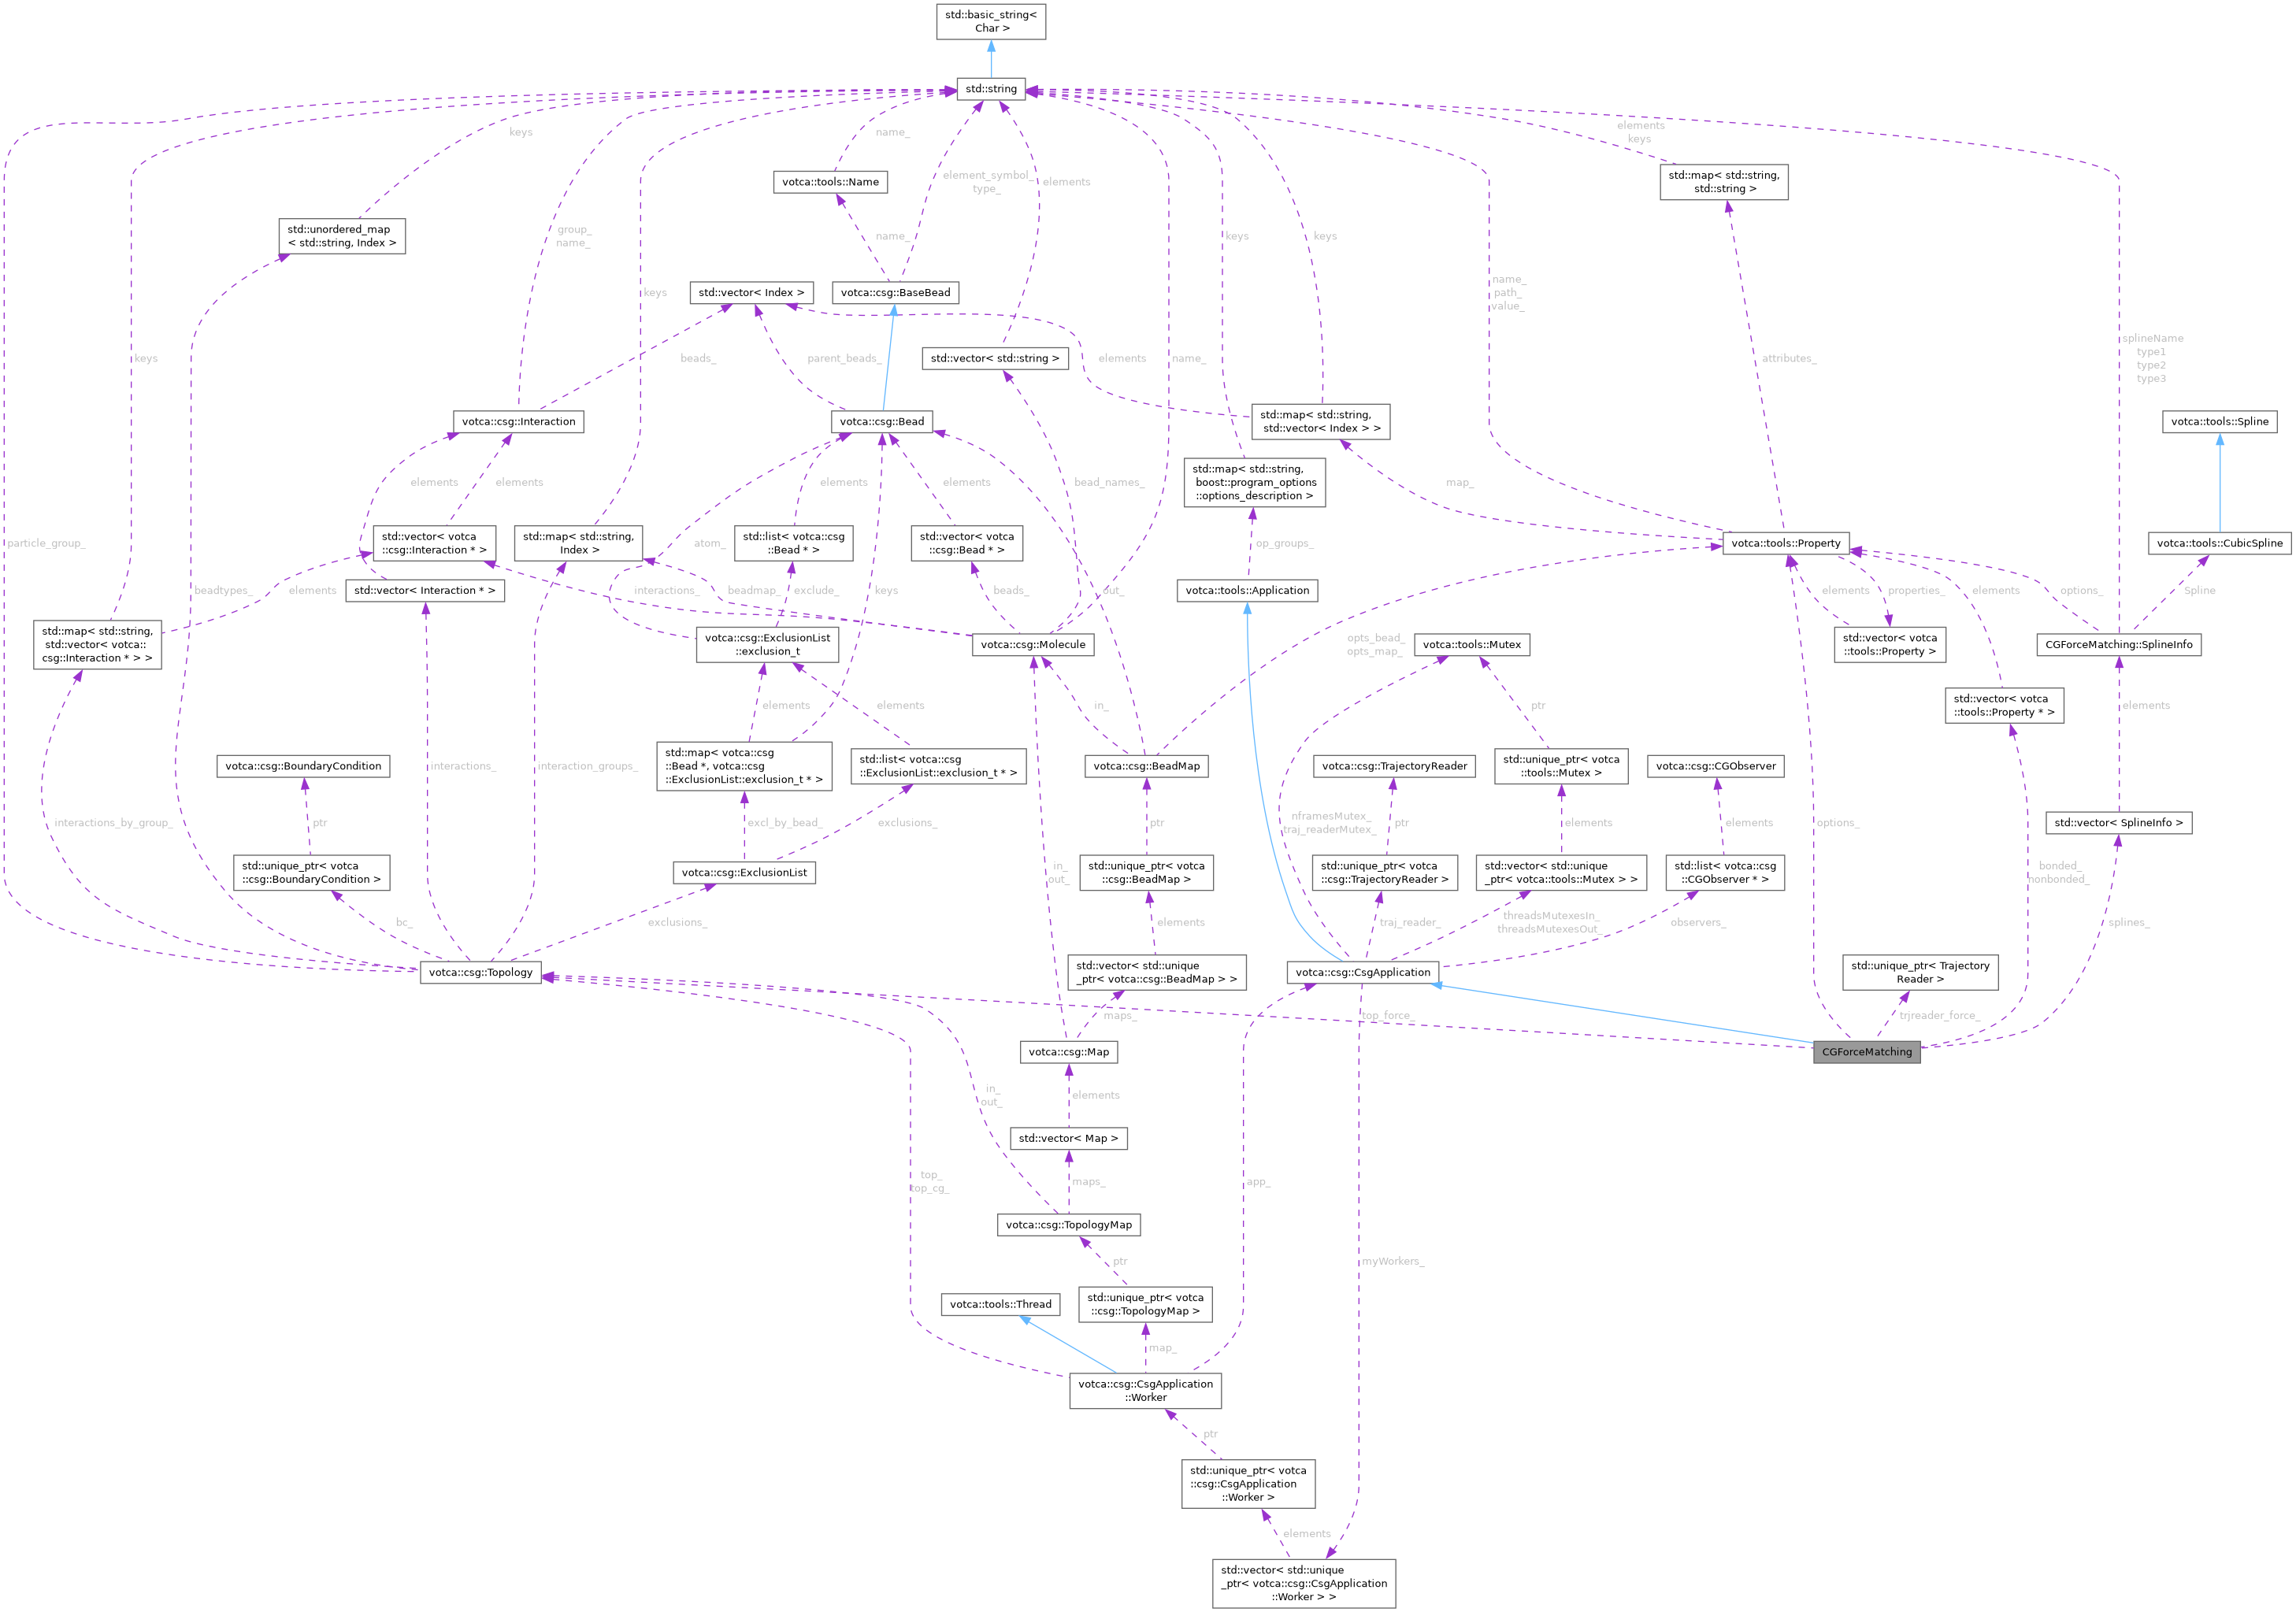 std::basic_string<
Char >
std::string
keys
name_
element_symbol_
type_
elements
elements
keys
votca::tools::Name
std::map< std::string,
std::string >
std::unordered_map
< std::string, Index >
group_
name_
name_
keys
keys
keys
std::vector< Index >
votca::csg::BaseBead
name_
path_
value_
keys
beads_
parent_beads_
std::vector< std::string >
elements
name_
attributes_
splineName
type1
type2
type3
votca::csg::Interaction
votca::csg::Bead
std::map< std::string,
std::vector< Index > >
votca::tools::Spline
elements
elements
elements
elements
bead_names_
std::map< std::string,
boost::program_options
::options_description >
map_
particle_group_
std::vector< votca
::csg::Interaction * >
std::map< std::string,
Index >
atom_
std::list< votca::csg
::Bead * >
std::vector< votca
::csg::Bead * >
op_groups_
votca::tools::Property
votca::tools::CubicSpline
beadtypes_
elements
std::vector< Interaction * >
interactions_
beadmap_
exclude_
keys
beads_
out_
votca::tools::Application
elements
properties_
elements
options_
Spline
std::map< std::string,
std::vector< votca::
csg::Interaction * > >
votca::csg::ExclusionList
::exclusion_t
votca::csg::Molecule
opts_bead_
opts_map_
votca::tools::Mutex
std::vector< votca
::tools::Property >
CGForceMatching::SplineInfo
elements
elements
in_
ptr
std::vector< votca
::tools::Property * >
elements
votca::csg::BoundaryCondition
interactions_
interaction_groups_
std::map< votca::csg
::Bead *, votca::csg
::ExclusionList::exclusion_t * >
std::list< votca::csg
::ExclusionList::exclusion_t * >
votca::csg::BeadMap
votca::csg::TrajectoryReader
std::unique_ptr< votca
::tools::Mutex >
votca::csg::CGObserver
interactions_by_group_
ptr
excl_by_bead_
exclusions_
ptr
nframesMutex_
traj_readerMutex_
ptr
elements
elements
options_
std::vector< SplineInfo >
std::unique_ptr< votca
::csg::BoundaryCondition >
votca::csg::ExclusionList
in_
out_
std::unique_ptr< votca
::csg::BeadMap >
std::unique_ptr< votca
::csg::TrajectoryReader >
std::vector< std::unique
_ptr< votca::tools::Mutex > >
std::list< votca::csg
::CGObserver * >
bonded_
nonbonded_
bc_
exclusions_
elements
traj_reader_
threadsMutexesIn_
threadsMutexesOut_
observers_
splines_
votca::csg::Topology
std::vector< std::unique
_ptr< votca::csg::BeadMap > >
votca::csg::CsgApplication
std::unique_ptr< Trajectory
Reader >
maps_
top_force_
trjreader_force_
votca::csg::Map
CGForceMatching
in_
out_
elements
std::vector< Map >
top_
top_cg_
maps_
app_
votca::csg::TopologyMap
ptr
myWorkers_
votca::tools::Thread
std::unique_ptr< votca
::csg::TopologyMap >
map_
votca::csg::CsgApplication
::Worker
ptr
std::unique_ptr< votca
::csg::CsgApplication
::Worker >
elements
std::vector< std::unique
_ptr< votca::csg::CsgApplication
::Worker > >